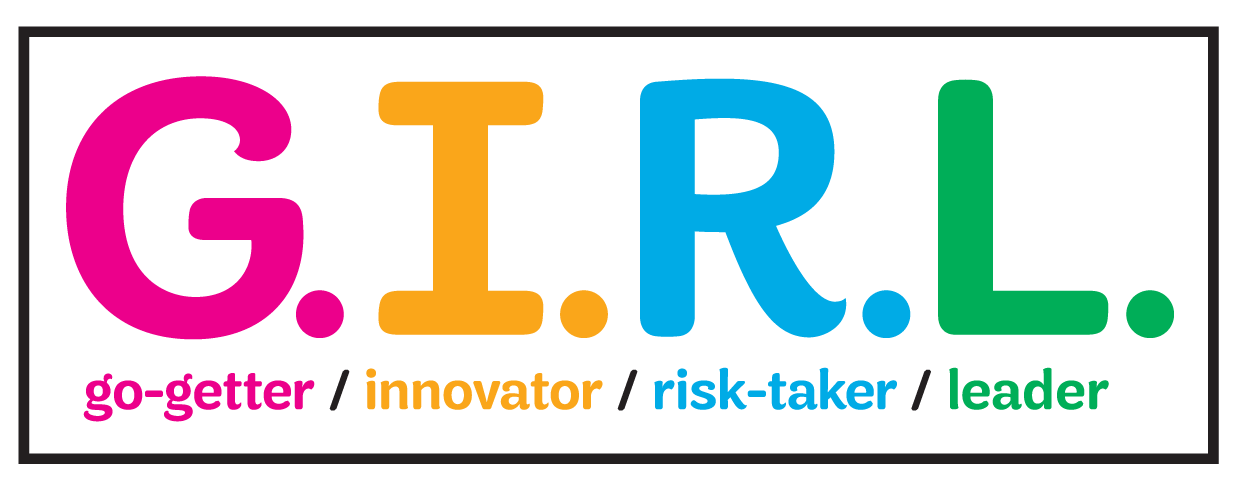 G.I.R.L.
go-getter / innovator / risk-taker / leader